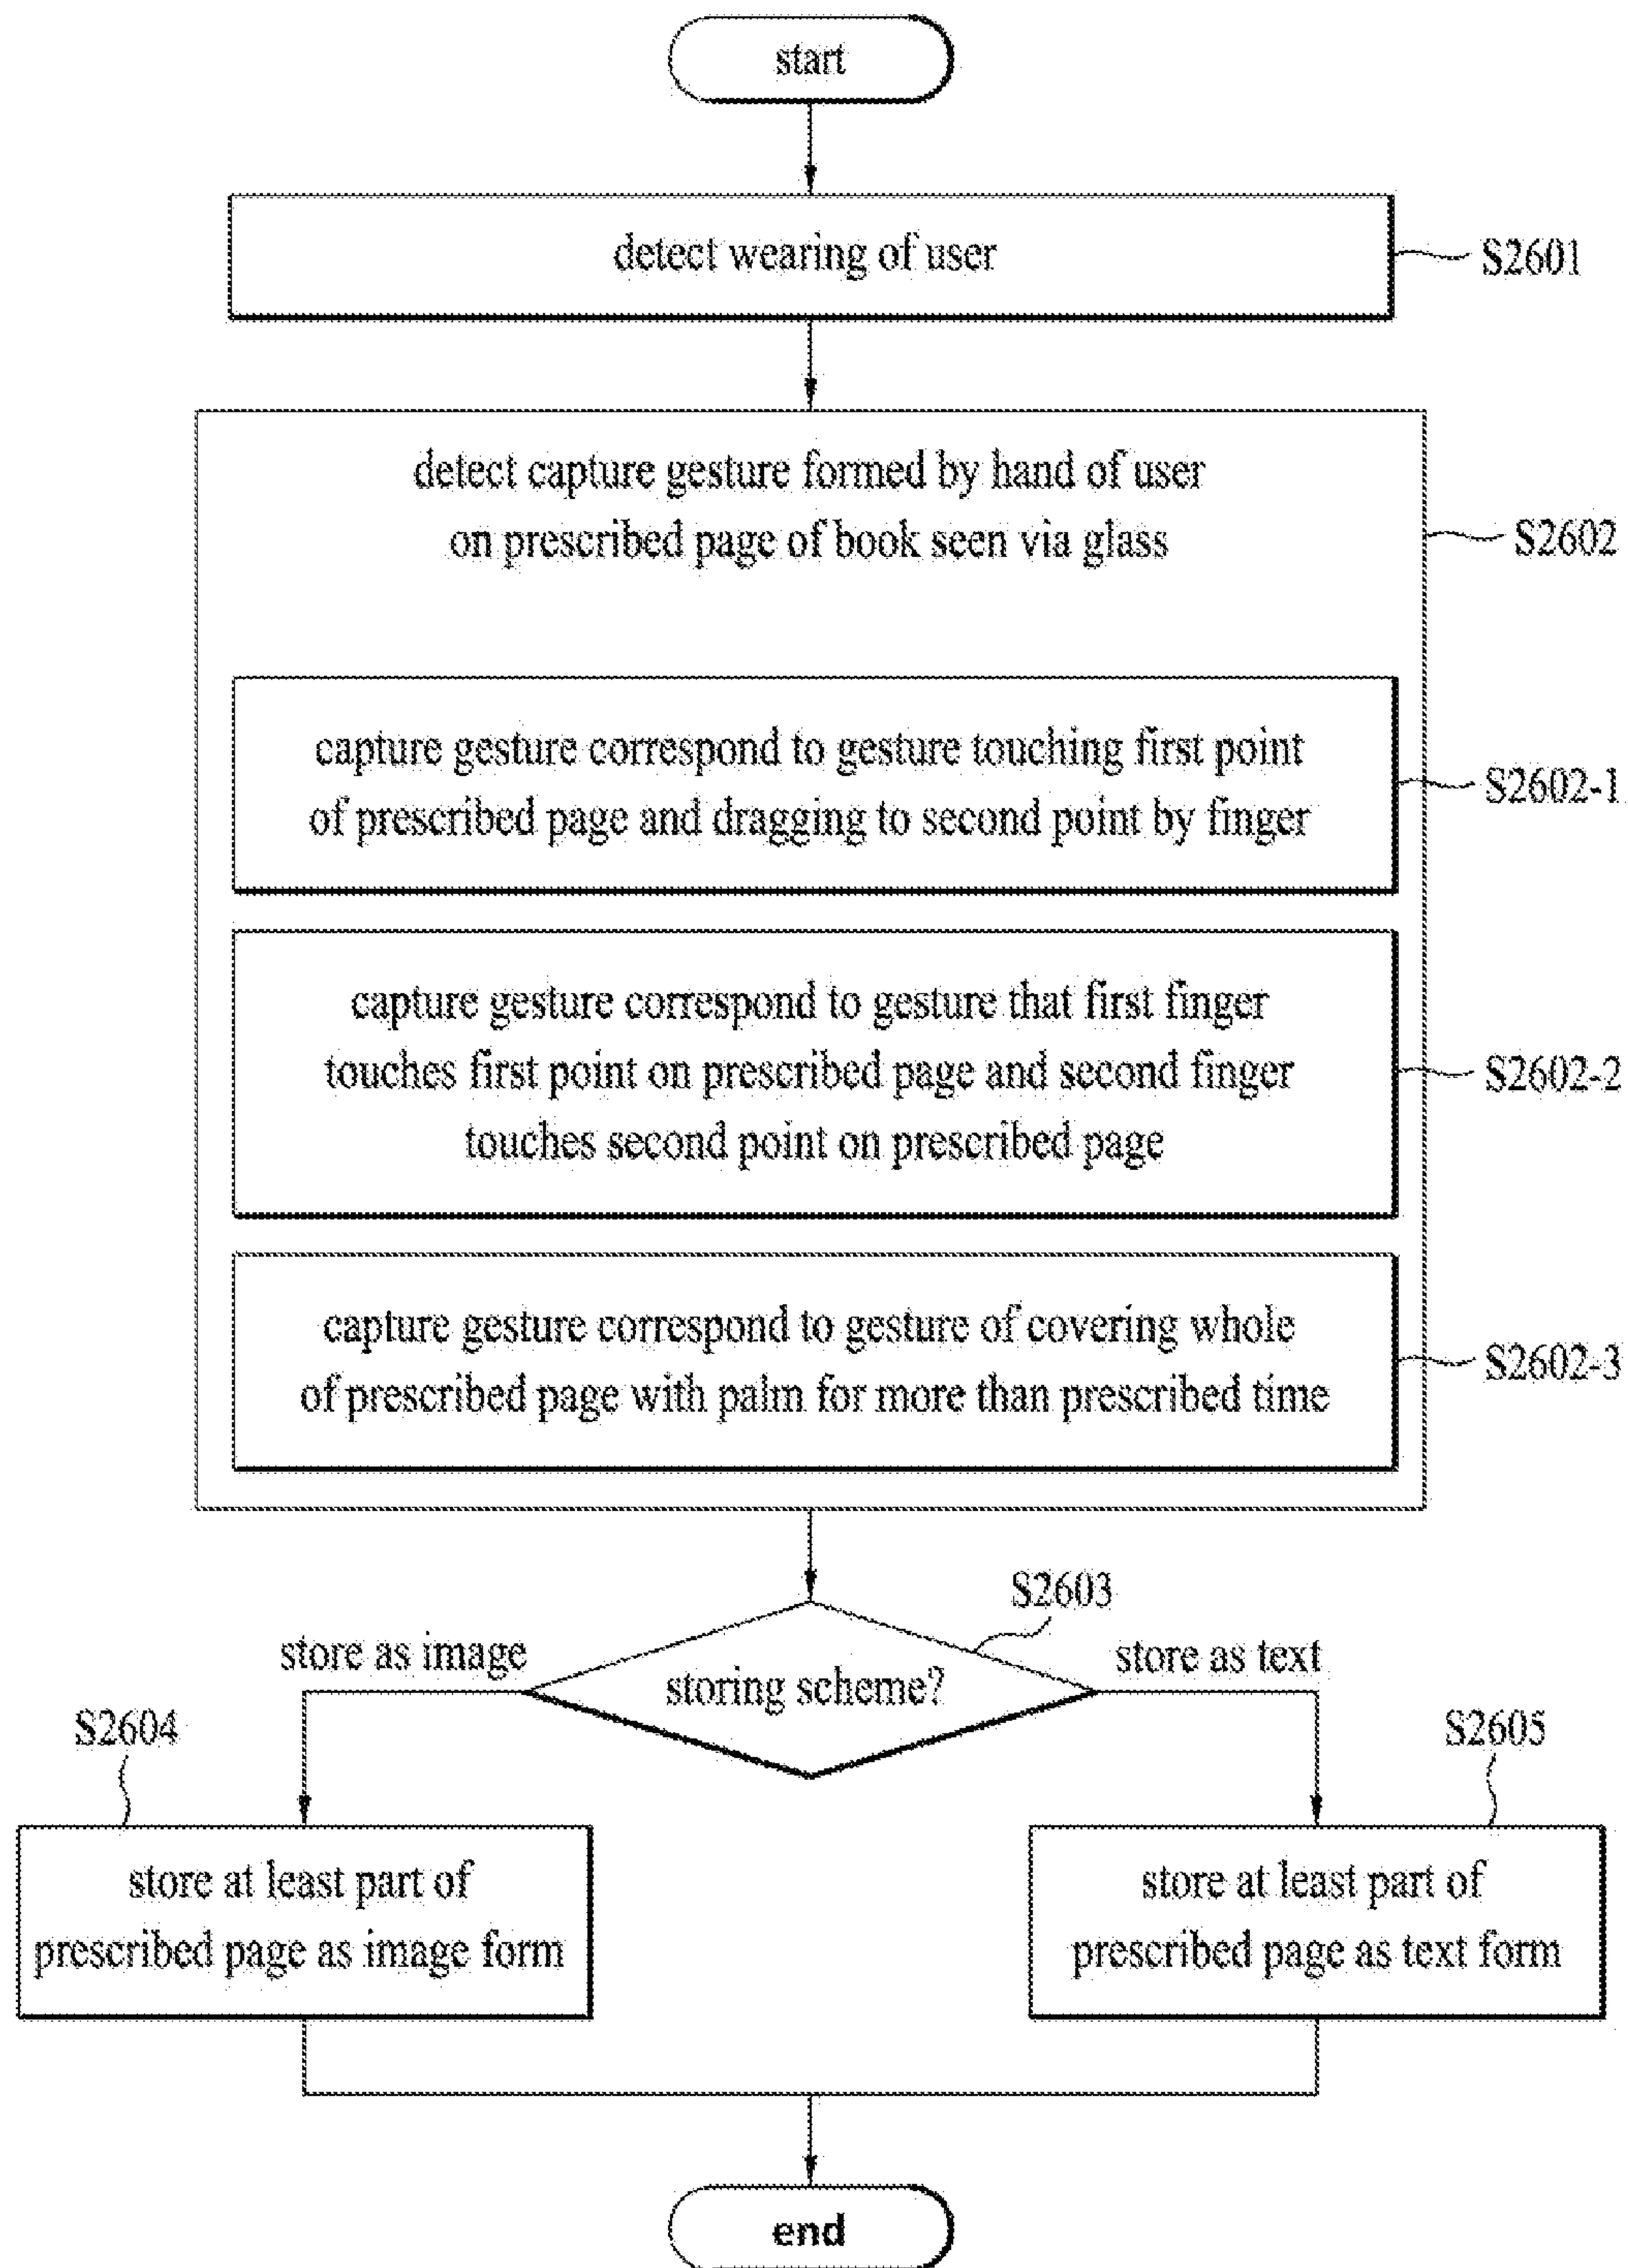 start
detect wearing of user
S2601
detect capture gesture formed by hand of user
on prescribed page of book seen via glass
S2602
capture gesture correspond to gesture touching first point
of prescribed page and dragging to second point by finger
S2602-1
capture gesture correspond to gesture that first finger
touches first point on prescribed page and second finger
touches second point on prescribed page
S2602-2
capture gesture correspond to gesture of covering whole
of prescribed page with palm for more than prescribed time
S2602-3
S2603
store as image
storing scheme?
store as text
S2604
S2605
store at least part of
prescribed page as image form
store at least part of
prescribed page as text form
end